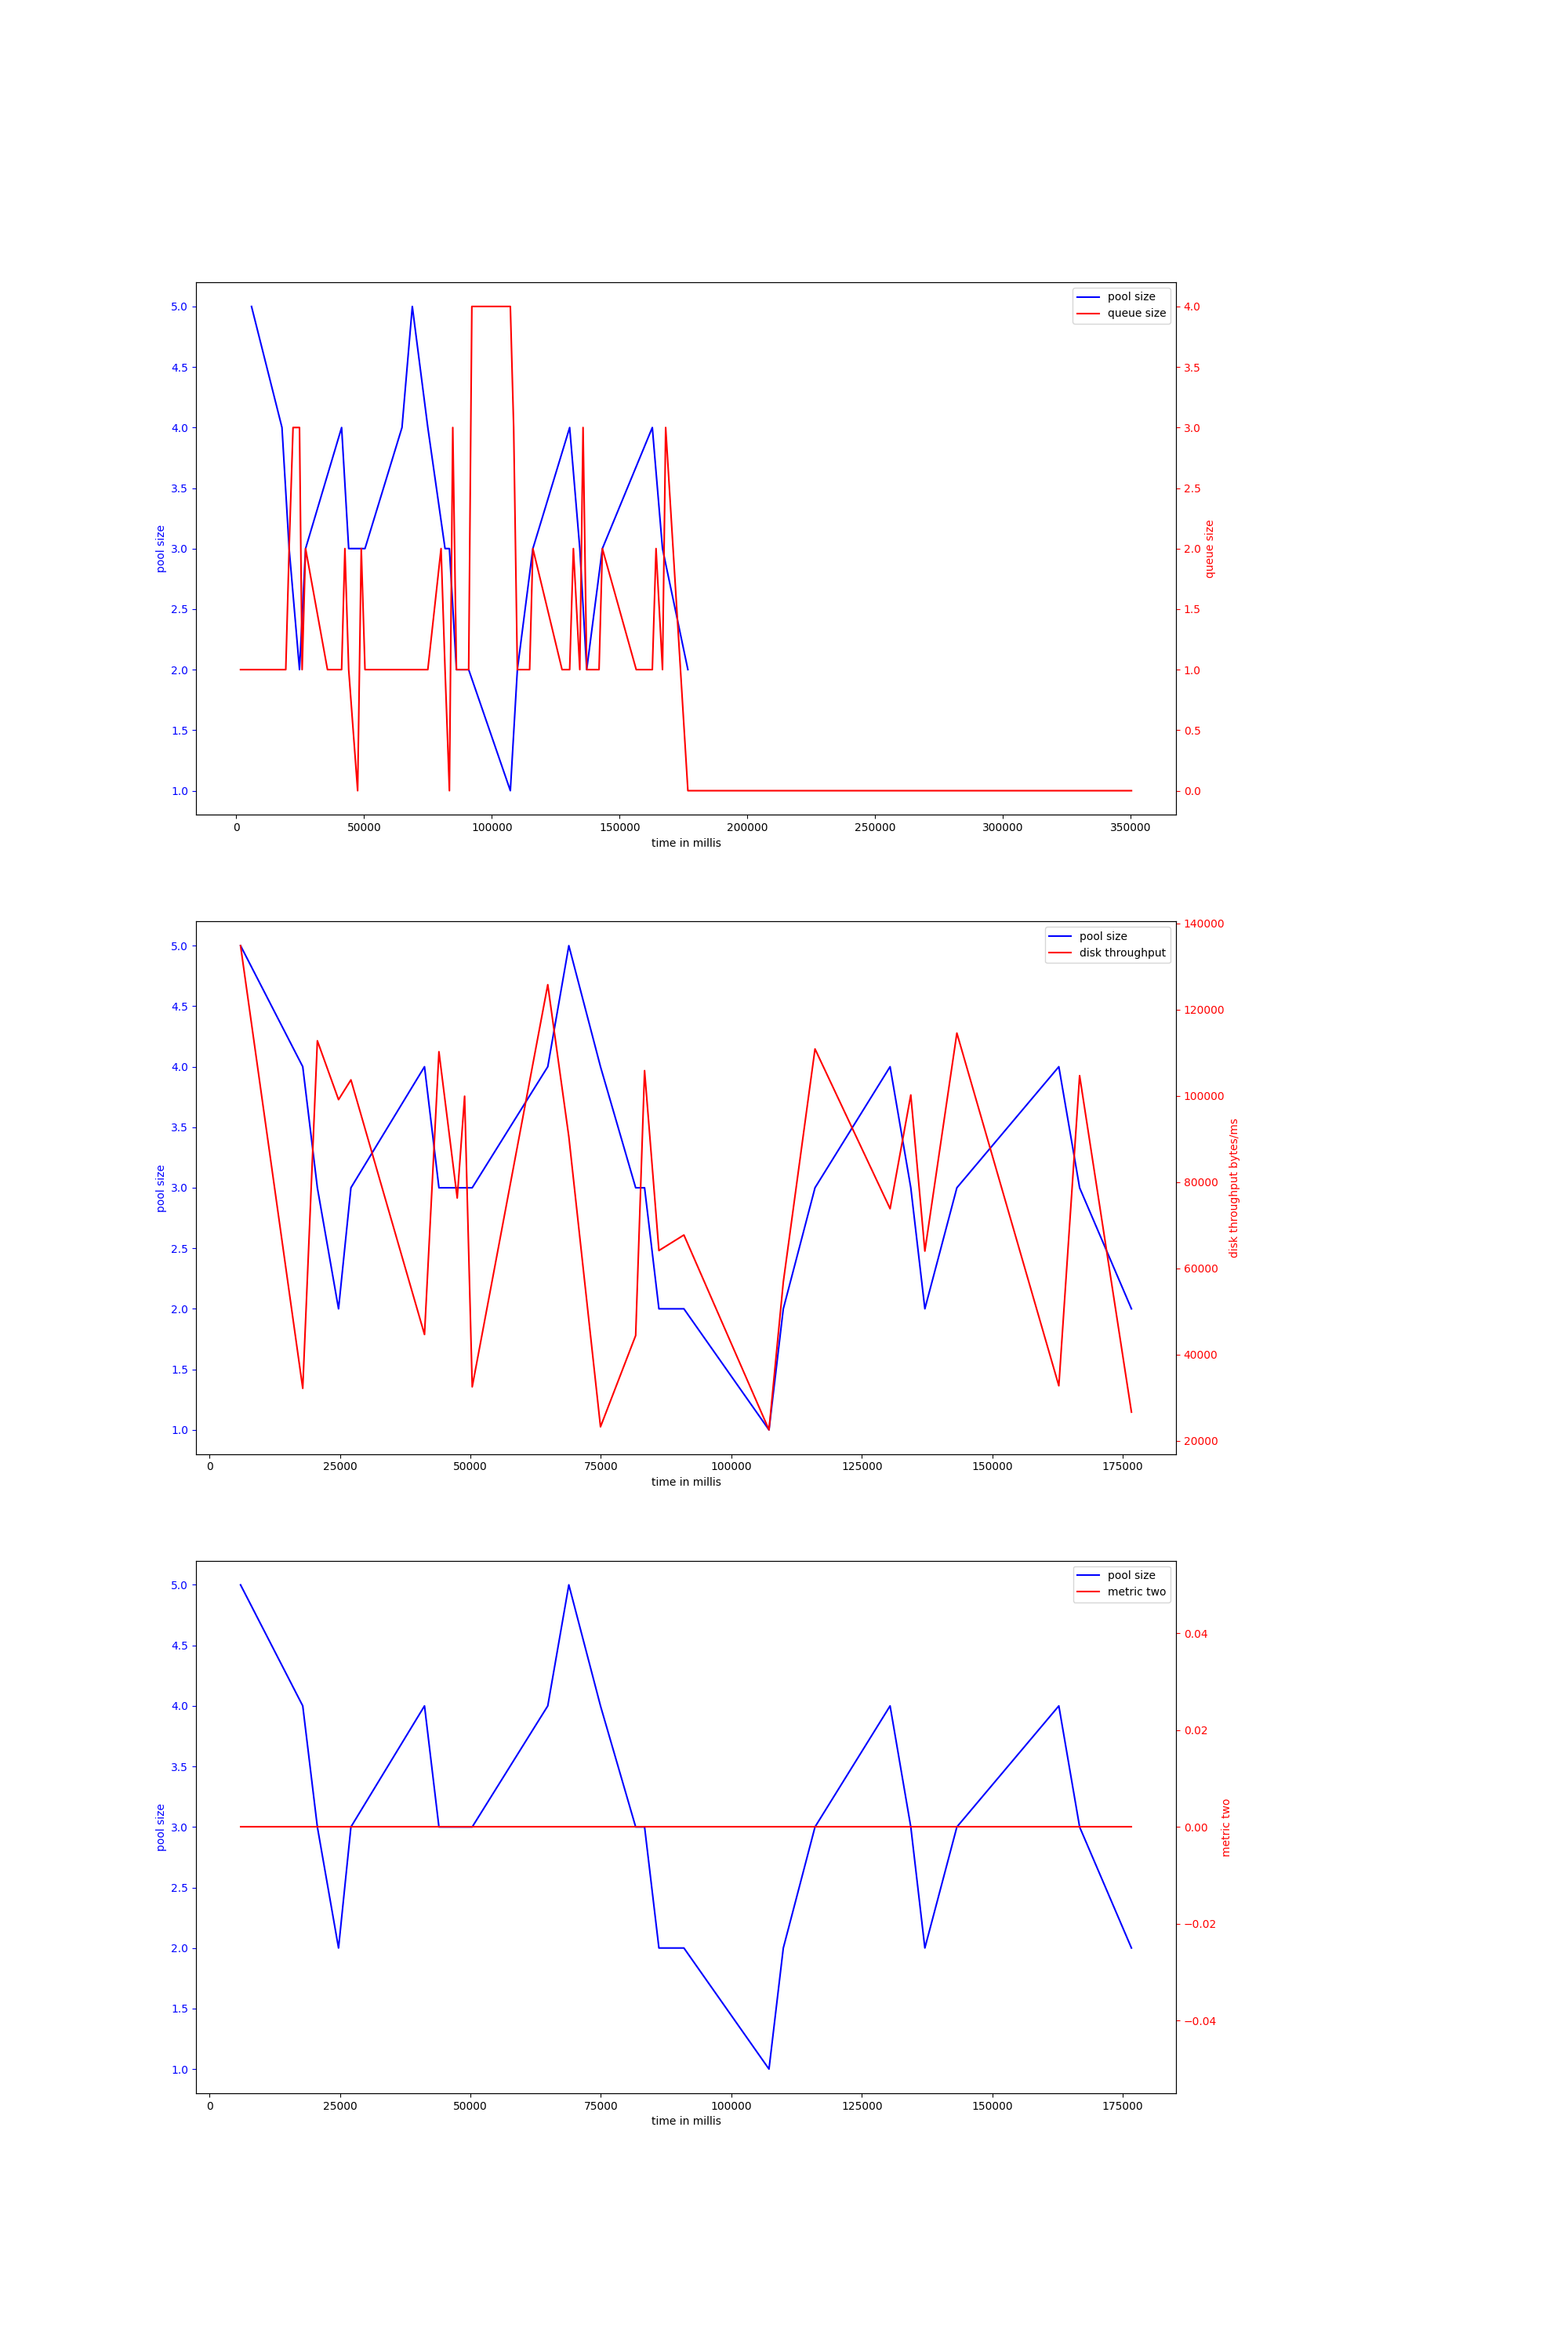 pool size
queue size
5.0
4.5
4.0
3.5
3.0
2.5
2.0
1.5
1.0
pool size
4.0
3.5
3.0
2.5
2.0
1.5
1.0
0.5
0.0
queue size
0 50000 100000 150000 200000 250000 300000 350000
time in millis
pool size
disk throughput
5.0
4.5
4.0
3.5
3.0
2.5
2.0
1.5
1.0
pool size
140000
120000
100000
80000
60000
40000
20000
disk throughput bytes/ms
0 25000 50000 75000 100000 125000 150000 175000
time in millis
pool size
metric two
5.0
4.5
4.0
3.5
3.0
2.5
2.0
1.5
1.0
pool size
0.04
0.02
0.00
−0.02
−0.04
metric two
0 25000 50000 75000 100000 125000 150000 175000
time in millis